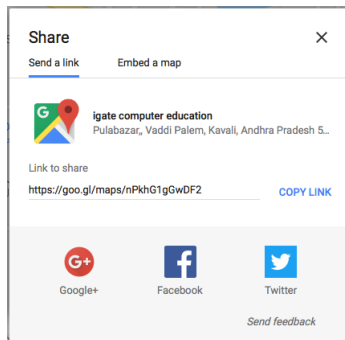 Share
Send a link
Embed a map
igate computer education
Pulabazar,, Vaddi Palem, Kavali, Andhra Pradesh 5...
Link to share
https://goo.gl/maps/nPkhG1gGwDF2
COPY LINK
G+
Google+
Facebook
Twitter
Send feedback